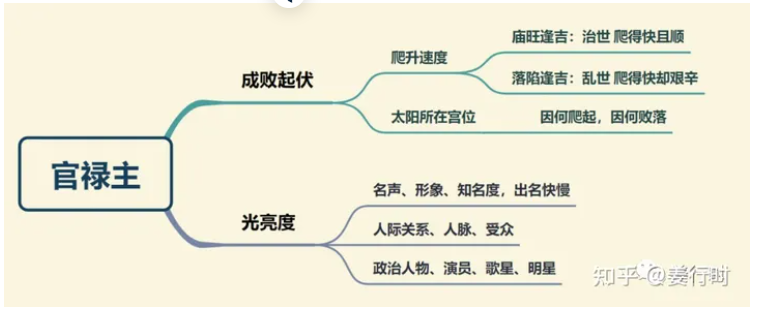 官禄主
成败起伏
爬升速度
庙旺逢吉：治世 爬得快且顺
落陷逢吉：乱世 爬得快却艰辛
太阳所在宫位
因何爬起，因何败落
光亮度
名声、形象、知名度，出名快慢
人际关系、人脉、受众
政治人物、演员、歌星、明星
知乎 @姜行时